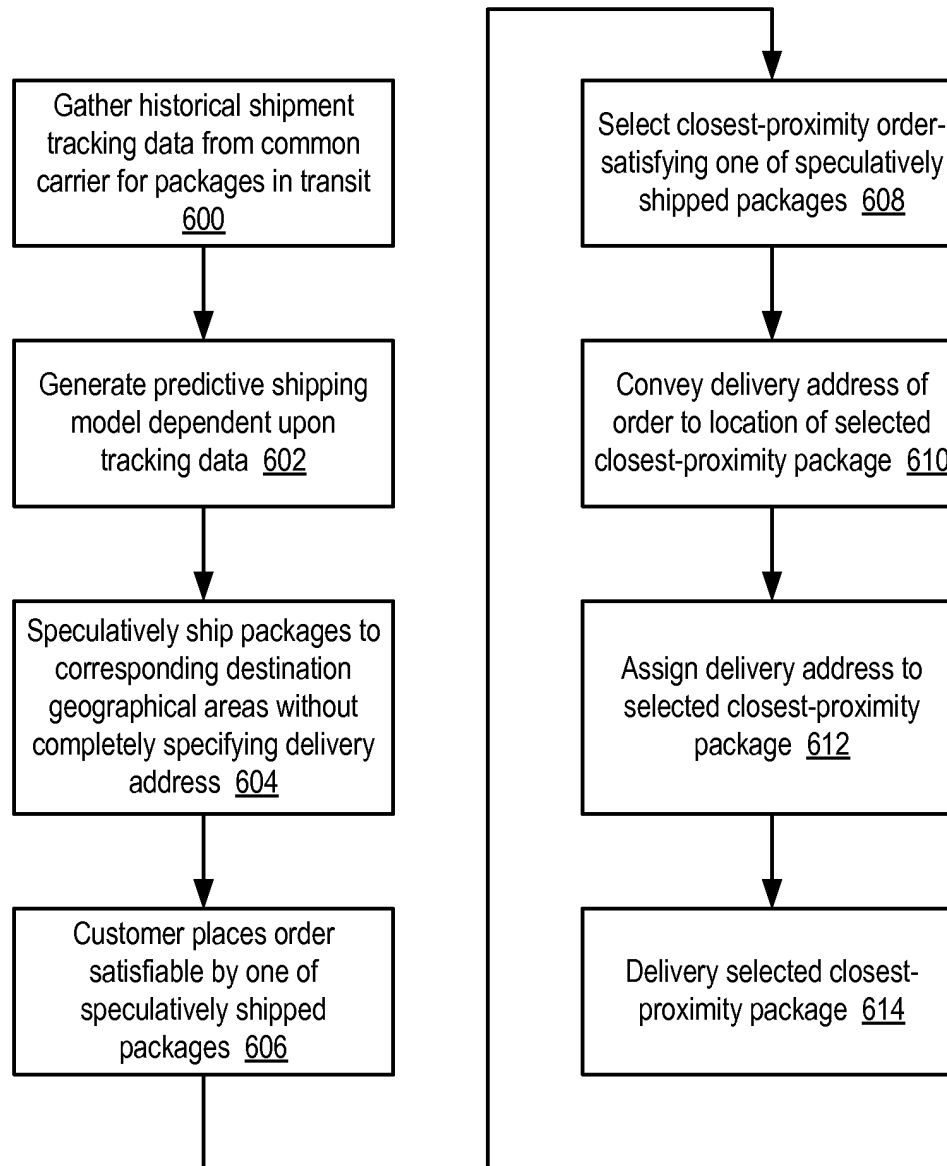 Gather historical shipment
tracking data from common
carrier for packages in transit
600
Generate predictive shipping
model dependent upon
tracking data 602
Speculatively ship packages to
corresponding destination
geographical areas without
completely specifying delivery
address 604
Customer places order
satisfiable by one of
speculatively shipped
packages 606
Select closest-proximity order-
satisfying one of speculatively
shipped packages 608
Convey delivery address of
order to location of selected
closest-proximity package 610
Assign delivery address to
selected closest-proximity
package 612
Delivery selected closest-
proximity package 614